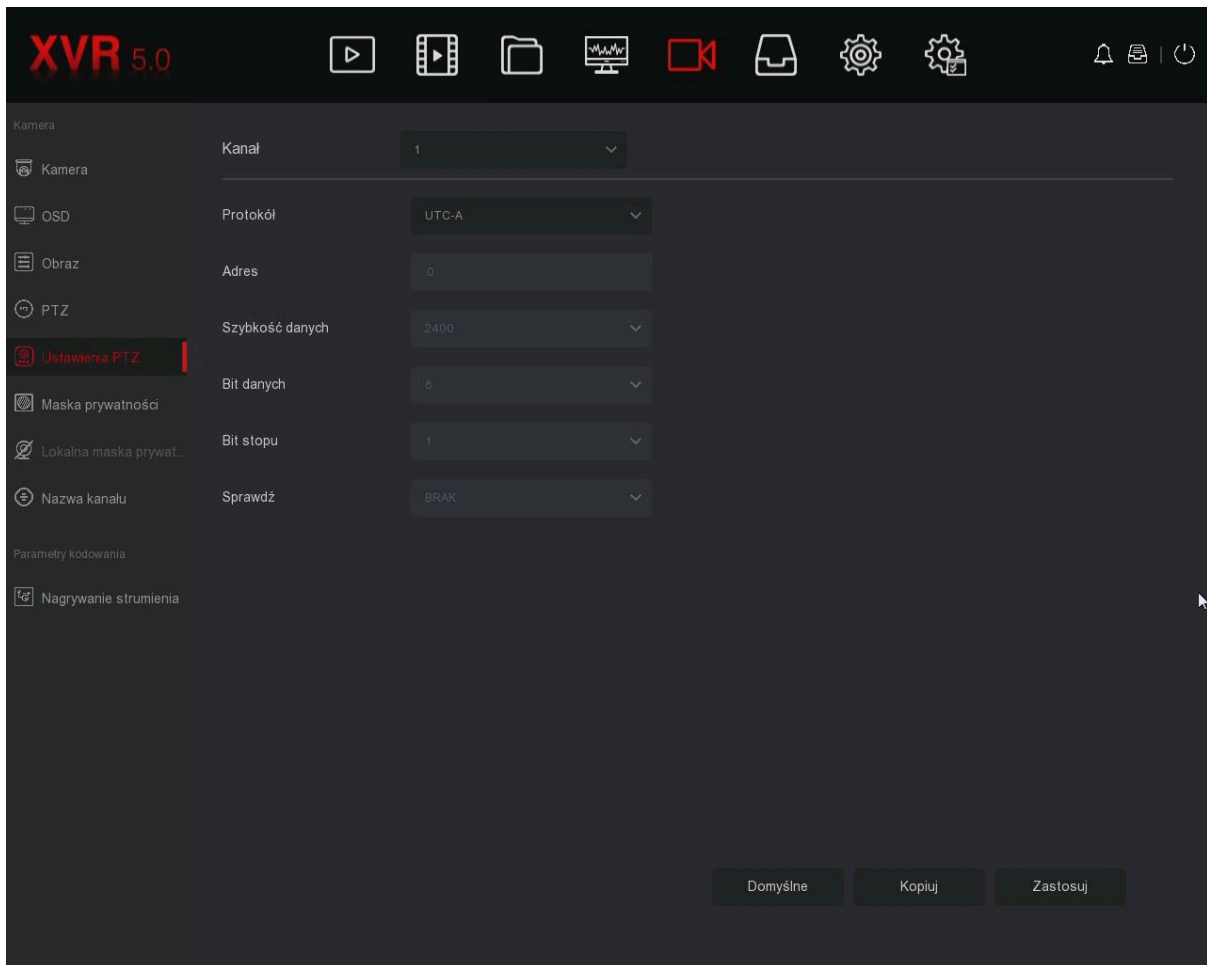 XVR 5.0
Kamera
Kamera
OSD
Obraz
PTZ
Ustawienia PTZ
Maska prywatności
Lokalna maska prywat...
Nazwa kanału
Parametry kodowania
Nagrywanie strumienia
Kanał 1
Protokół UTC-A
Adres 0
Szybkość danych 2400
Bit danych 8
Bit stopu 1
Sprawdź BRAK
Domyślne Kopiuj Zastosuj